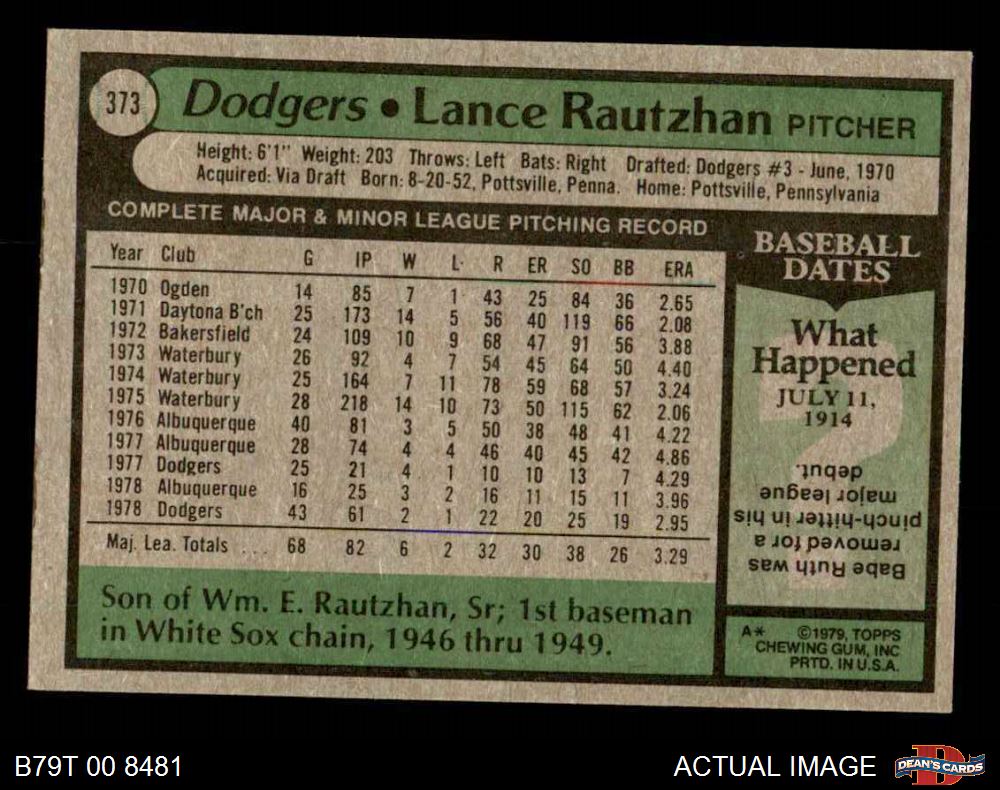 373
Dodgers • Lance Rautzhan PITCHER
Height: 6'1" Weight: 203 Throws: Left Bats: Right Drafted: Dodgers #3 - June, 1970
Acquired: Via Draft Born: 8-20-52, Pottsville, Penna. Home: Pottsville, Pennsylvania
COMPLETE MAJOR & MINOR LEAGUE PITCHING RECORD
Year Club G IP W L R ER SO BB ERA
1970 Ogden 14 85 7 1 43 25 84 36 2.65
1971 Daytona B'ch 25 173 14 5 56 40 119 66 2.08
1972 Bakersfield 24 109 10 9 68 47 91 56 3.88
1973 Waterbury 26 92 4 7 54 45 64 50 4.40
1974 Waterbury 25 164 7 11 78 59 68 57 3.24
1975 Waterbury 28 218 14 10 73 50 115 62 2.06
1976 Albuquerque 40 81 3 5 50 38 48 41 4.22
1977 Albuquerque 28 74 4 4 46 40 45 42 4.86
1977 Dodgers 25 21 4 1 10 10 13 7 4.29
1978 Albuquerque 16 25 3 2 16 11 15 11 3.96
1978 Dodgers 43 61 2 1 22 20 25 19 2.95
Maj. Lea. Totals ... 68 82 6 2 32 30 38 26 3.29
Son of Wm. E. Rautzhan, Sr; 1st baseman
in White Sox chain, 1946 thru 1949.
BASEBALL
DATES
What
Happened
JULY 11,
1914
?
Babe Ruth was
removed for a
pinch-hitter in his
major league
debut.
A* ©1979, TOPPS
CHEWING GUM, INC
PRTD. IN U.S.A.
B79T 00 8481
ACTUAL IMAGE
D
DEAN'S CARDS